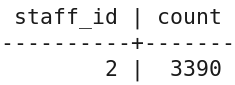 staff_id | count
----------+-------
2 | 3390